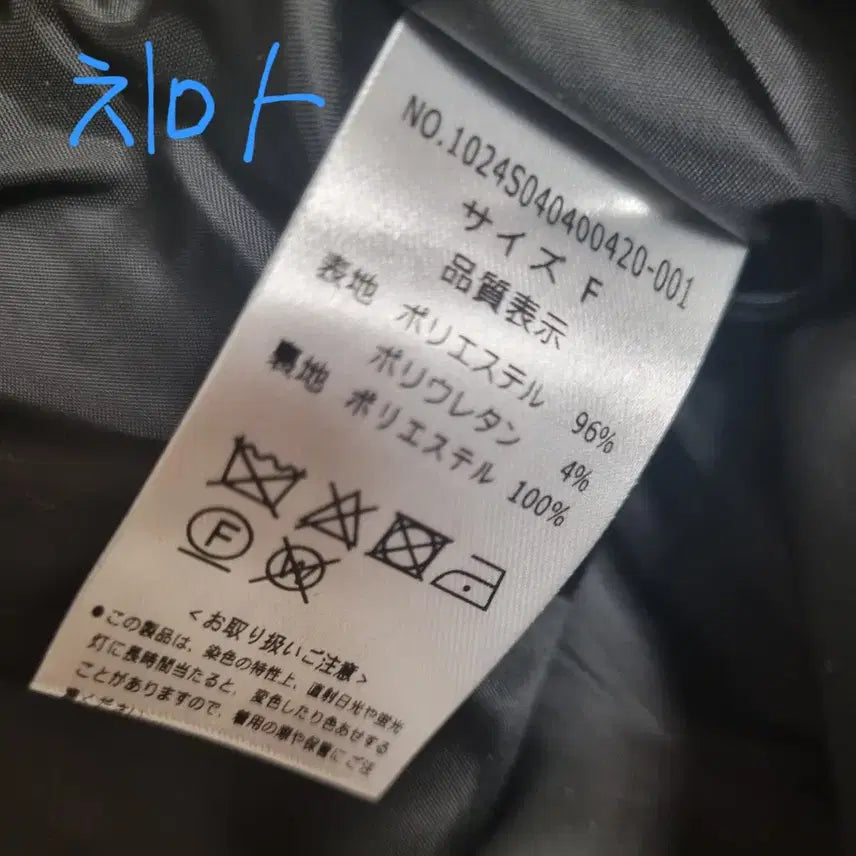 치마
NO.1024S040400420-001
サイズ F
品質表示
表地 ポリエステル 96%
ポリウレタン 4%
裏地 ポリエステル 100%
F
W
<お取り扱いご注意>
●この製品は、染色の特性上、直射日光や蛍光
灯に長時間当たると、変色したり色あせする
ことがありますので、着用の際や保管にご注